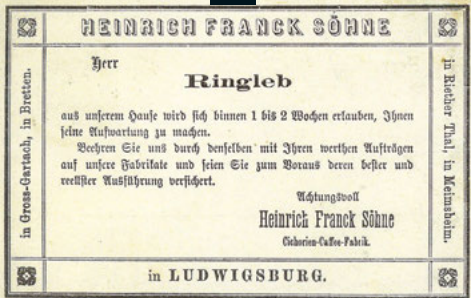 HEINRICH FRANCK SÖHNE
in Gross-Gartach, in Bretten.
Herr
Ringleb
aus unserem Hause wird sich binnen 1 bis 2 Wochen erlauben, Ihnen
seine Aufwartung zu machen.
Beehren Sie uns durch denselben mit Ihren werthen Aufträgen
auf unsere Fabrikate und seien Sie zum Voraus deren bester und
reellster Ausführung versichert.
Achtungsvoll
Heinrich Franck Söhne
Cichorien-Caffee-Fabrik.
in Riether Thal, in Meimsheim.
in LUDWIGSBURG.